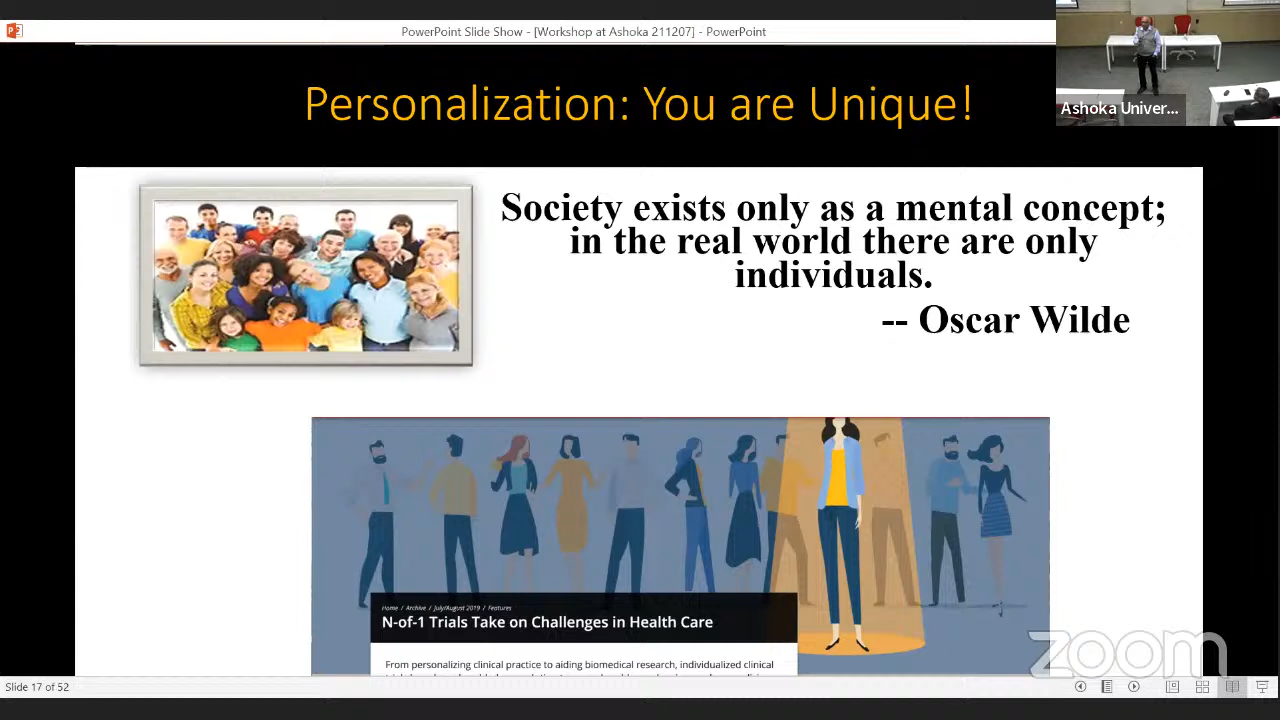 PowerPoint Slide Show - [Workshop at Ashoka 211207] - PowerPoint
Ashoka Univer...
Personalization: You are Unique!
Society exists only as a mental concept;
in the real world there are only
individuals.
-- Oscar Wilde
Home / Archive / July/August 2019 / Features
N-of-1 Trials Take on Challenges in Health Care
From personalizing clinical practice to aiding biomedical research, individualized clinical
zoom
Slide 17 of 52